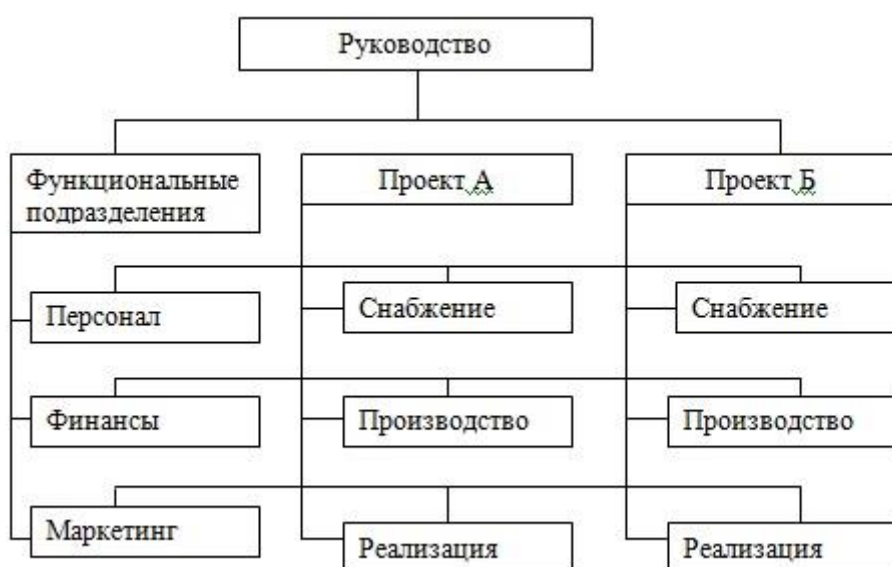 Руководство
Функциональные
подразделения
Проект А
Проект Б
Персонал
Снабжение
Снабжение
Финансы
Производство
Производство
Маркетинг
Реализация
Реализация